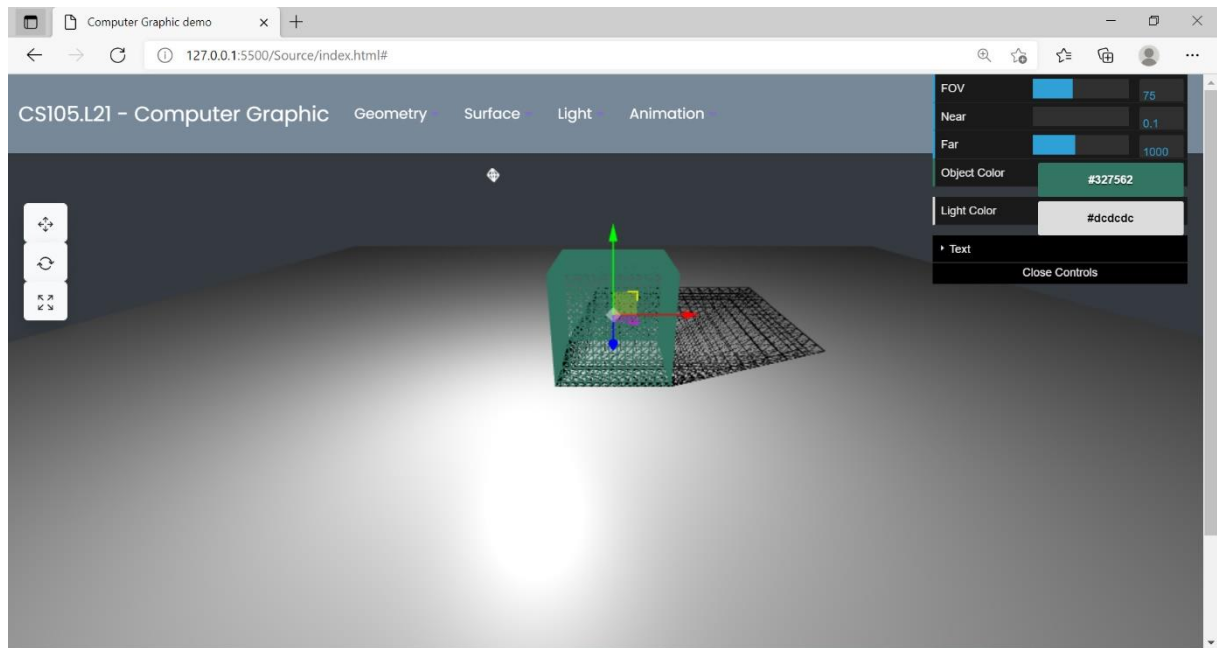 Computer Graphic demo
127.0.0.1:5500/Source/index.html#
CS105.L21 - Computer Graphic Geometry Surface Light Animation
FOV 75
Near 0.1
Far 1000
Object Color #327562
Light Color #dcdcdc
Text
Close Controls